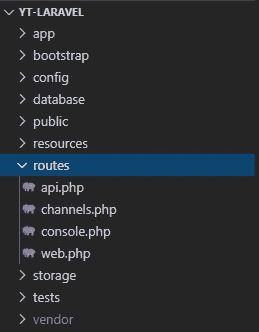 YT-LARAVEL
app
bootstrap
config
database
public
resources
routes
api.php
channels.php
console.php
web.php
storage
tests
vendor